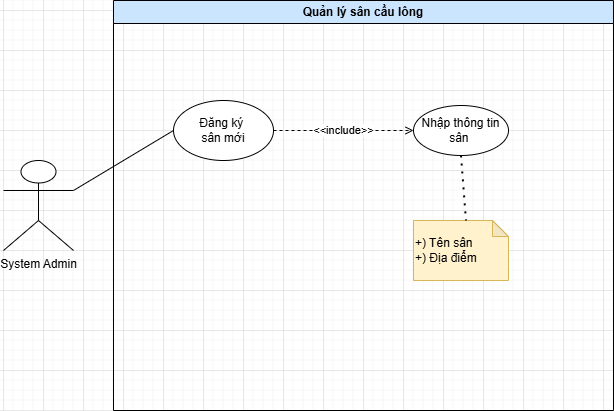 Quản lý sân cầu lông
Đăng ký
sân mới
<<include>>
Nhập thông tin
sân
+) Tên sân
+) Địa điểm
System Admin